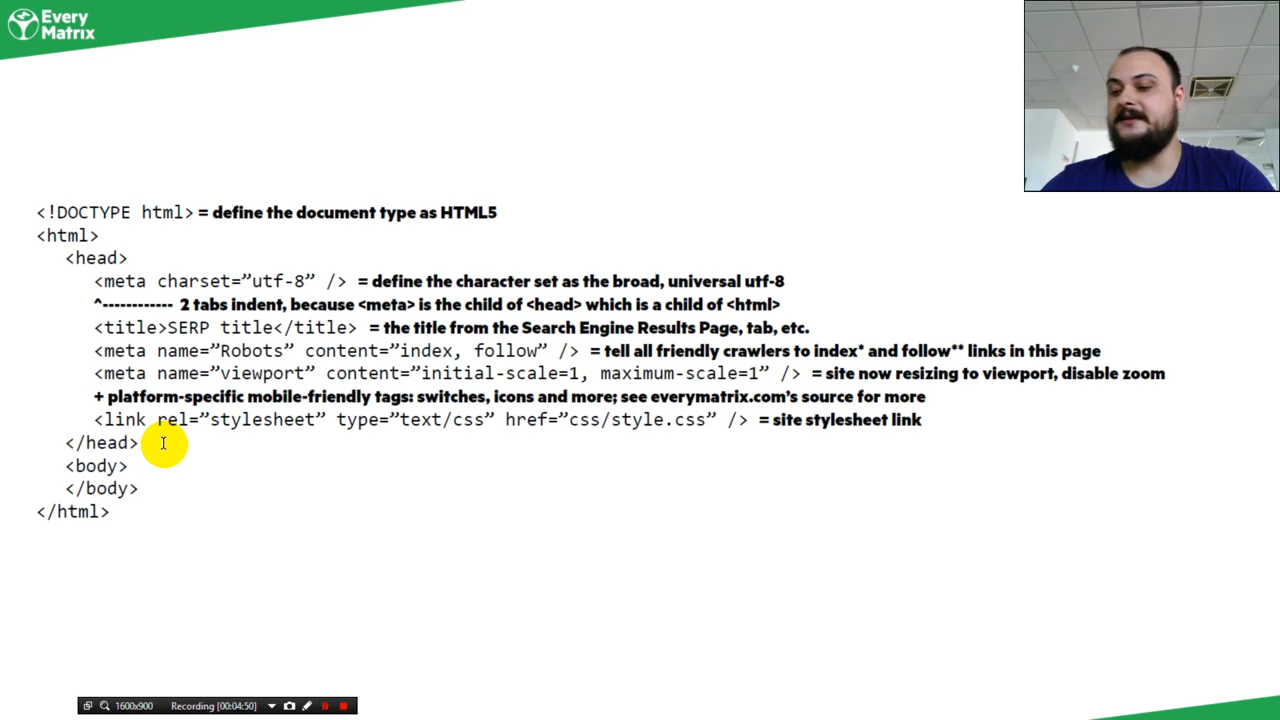 Every
Matrix
<!DOCTYPE html> = define the document type as HTML5
<html>
<head>
<meta charset=”utf-8” /> = define the character set as the broad, universal utf-8
^------------ 2 tabs indent, because <meta> is the child of <head> which is a child of <html>
<title>SERP title</title> = the title from the Search Engine Results Page, tab, etc.
<meta name=”Robots” content=”index, follow” /> = tell all friendly crawlers to index* and follow** links in this page
<meta name=”viewport” content=”initial-scale=1, maximum-scale=1” /> = site now resizing to viewport, disable zoom
+ platform-specific mobile-friendly tags: switches, icons and more; see everymatrix.com’s source for more
<link rel=”stylesheet” type=”text/css” href=”css/style.css” /> = site stylesheet link
</head>
<body>
</body>
</html>
1600x900 Recording [00:04:50]